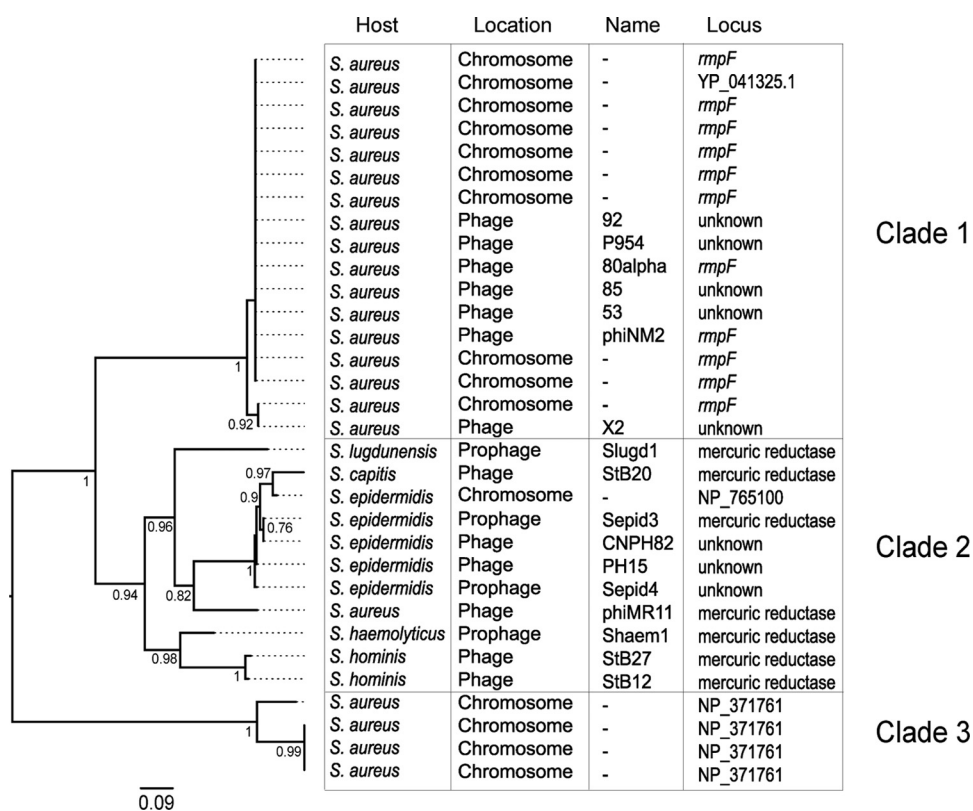 Host Location Name Locus
S. aureus Chromosome - rmpF
S. aureus Chromosome - YP_041325.1
S. aureus Chromosome - rmpF
S. aureus Chromosome - rmpF
S. aureus Chromosome - rmpF
S. aureus Chromosome - rmpF
S. aureus Chromosome - rmpF
S. aureus Phage 92 unknown
S. aureus Phage P954 unknown
S. aureus Phage 80alpha rmpF
S. aureus Phage 85 unknown
S. aureus Phage 53 unknown
S. aureus Phage phiNM2 rmpF
S. aureus Chromosome - rmpF
S. aureus Chromosome - rmpF
S. aureus Chromosome - rmpF
S. aureus Phage X2 unknown
Clade 1
S. lugdunensis Prophage Slugd1 mercuric reductase
S. capitis Phage StB20 mercuric reductase
S. epidermidis Chromosome - NP_765100
S. epidermidis Prophage Sepid3 mercuric reductase
S. epidermidis Phage CNPH82 unknown
S. epidermidis Phage PH15 unknown
S. epidermidis Prophage Sepid4 unknown
S. aureus Phage phiMR11 mercuric reductase
S. haemolyticus Prophage Shaem1 mercuric reductase
S. hominis Phage StB27 mercuric reductase
S. hominis Phage StB12 mercuric reductase
Clade 2
S. aureus Chromosome - NP_371761
S. aureus Chromosome - NP_371761
S. aureus Chromosome - NP_371761
S. aureus Chromosome - NP_371761
Clade 3
1
0.92
1
0.97
0.9
0.76
0.96
1
0.82
0.94
0.98
1
1
0.99
0.09